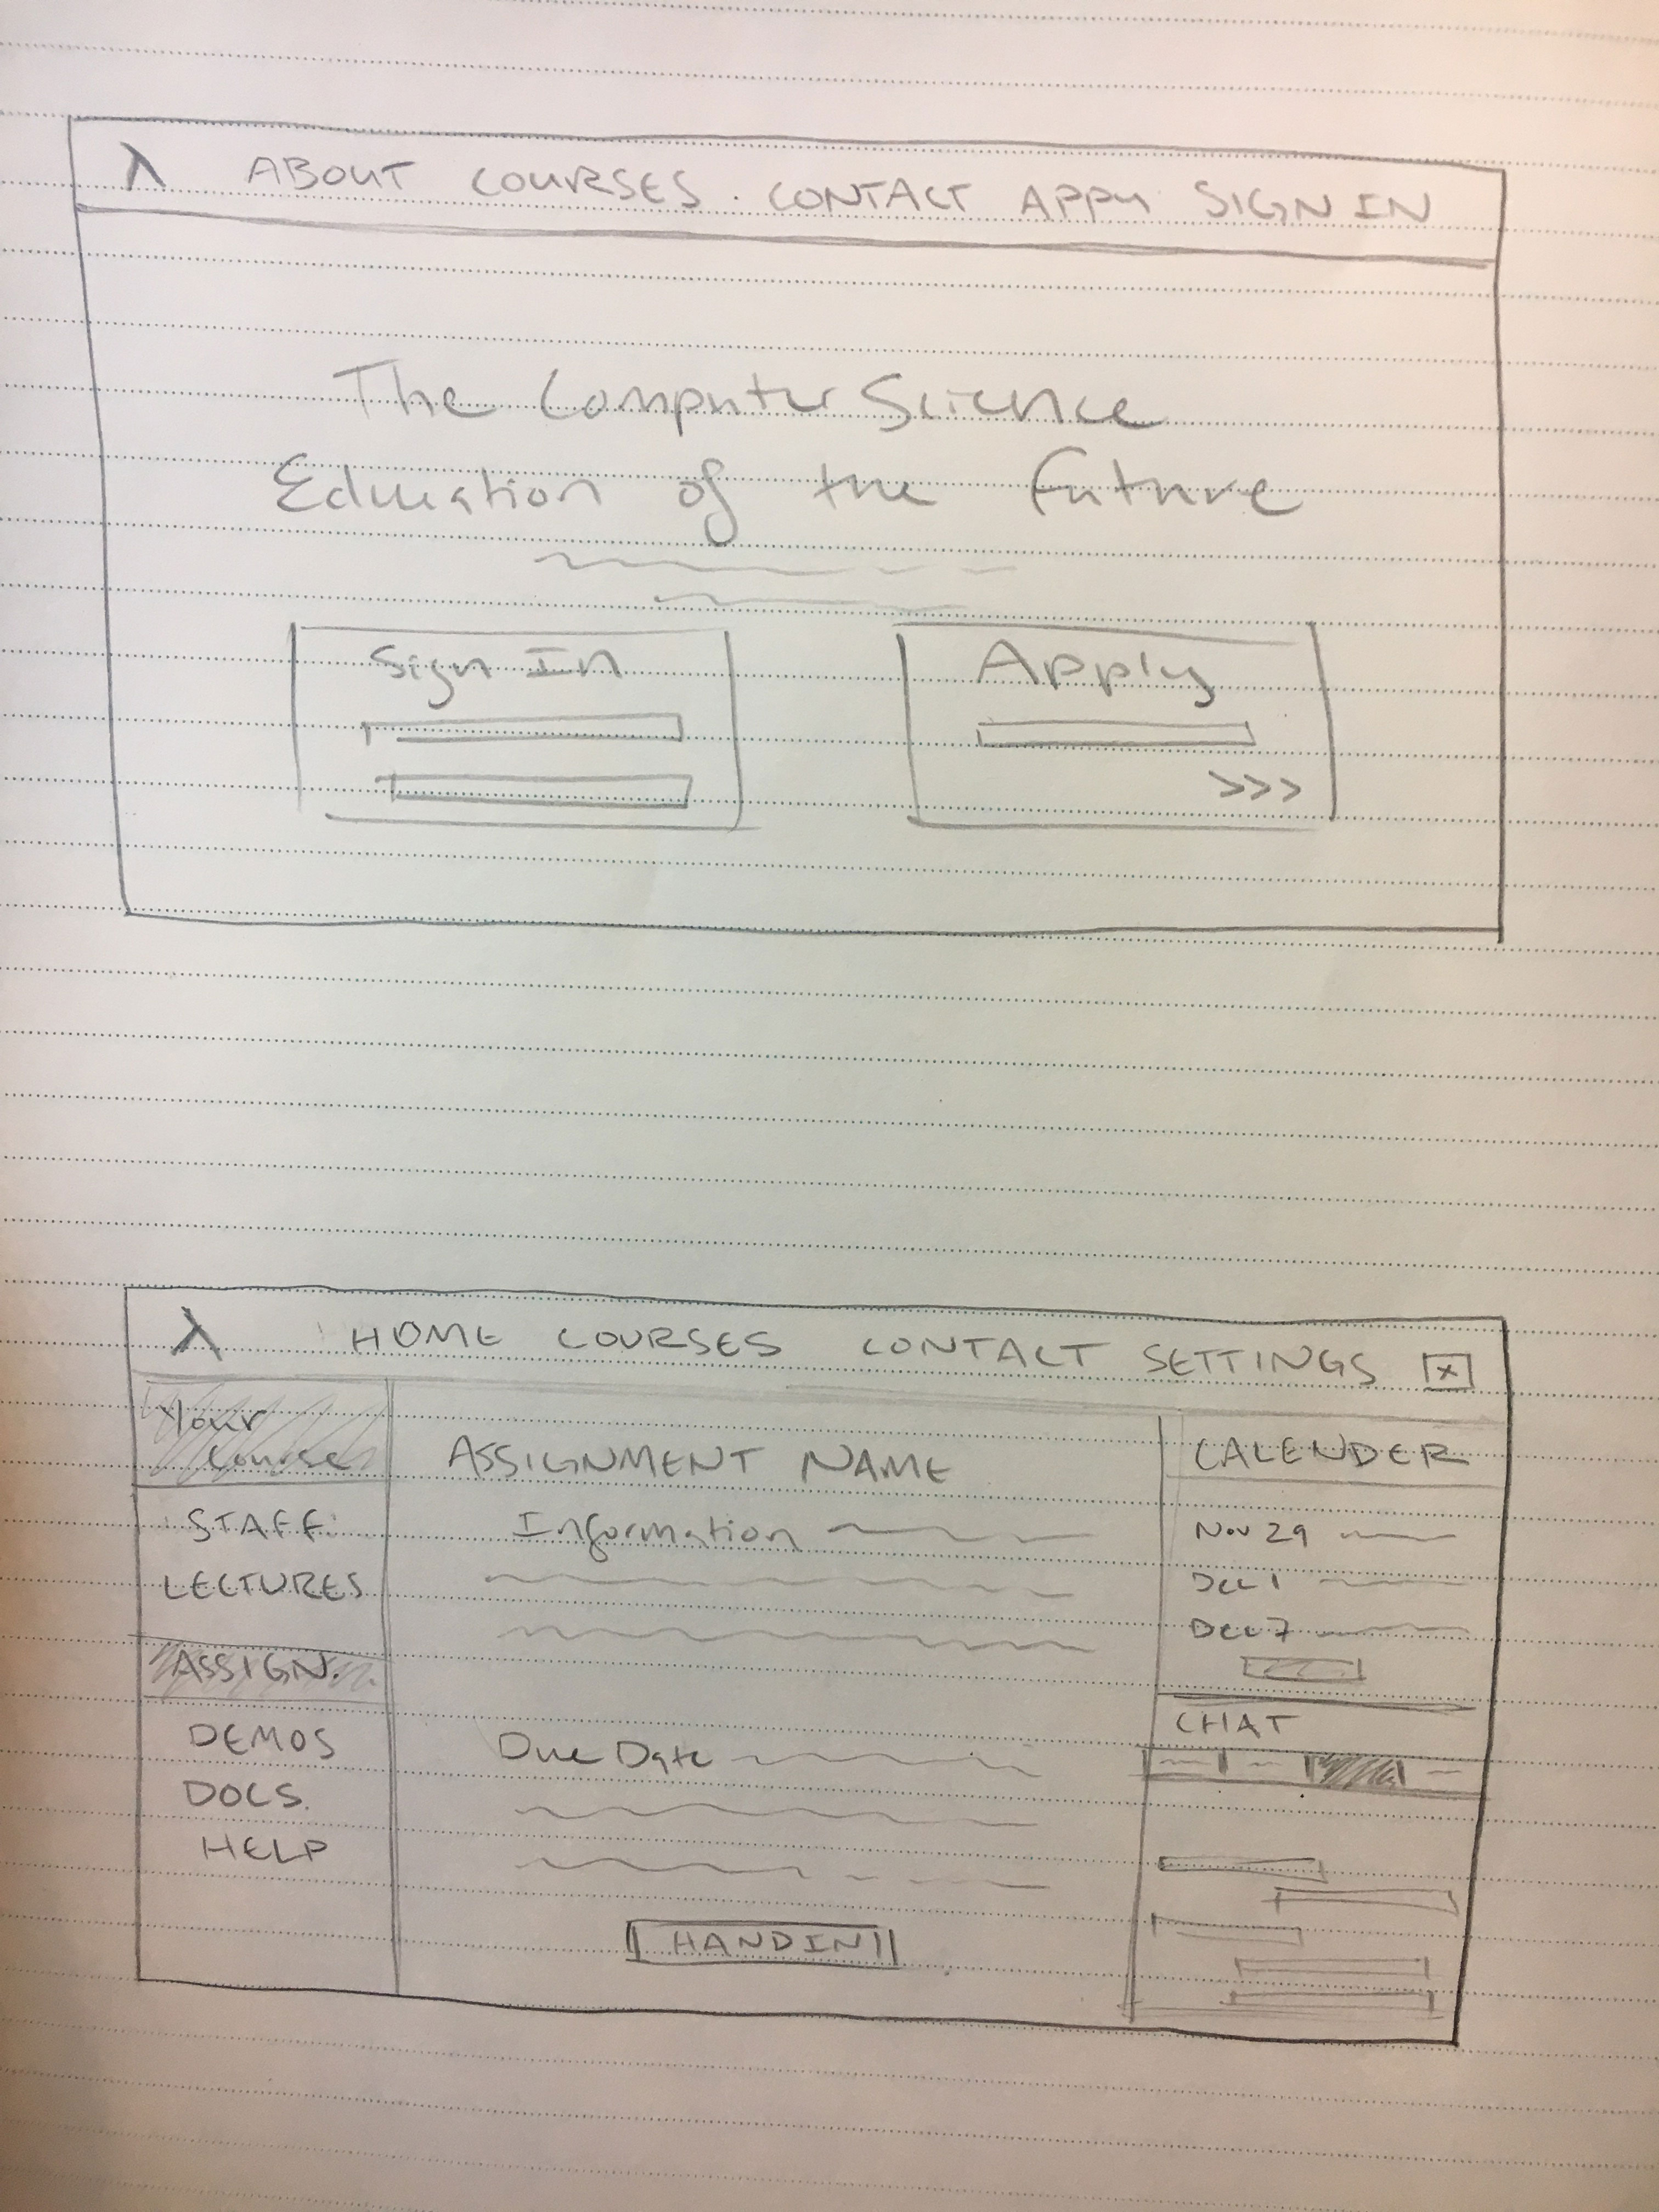 λ ABOUT COURSES CONTACT APPLY SIGN IN
The Computer Science
Education of the Future
Sign In
Apply
>>>
λ HOME COURSES CONTACT SETTINGS x
Your
Course
STAFF
LECTURES
ASSIGN.
DEMOS
DOCS
HELP
ASSIGNMENT NAME
Information
Due Date
HANDIN
CALENDER
Nov 29
Dec 1
Dec 7
CHAT